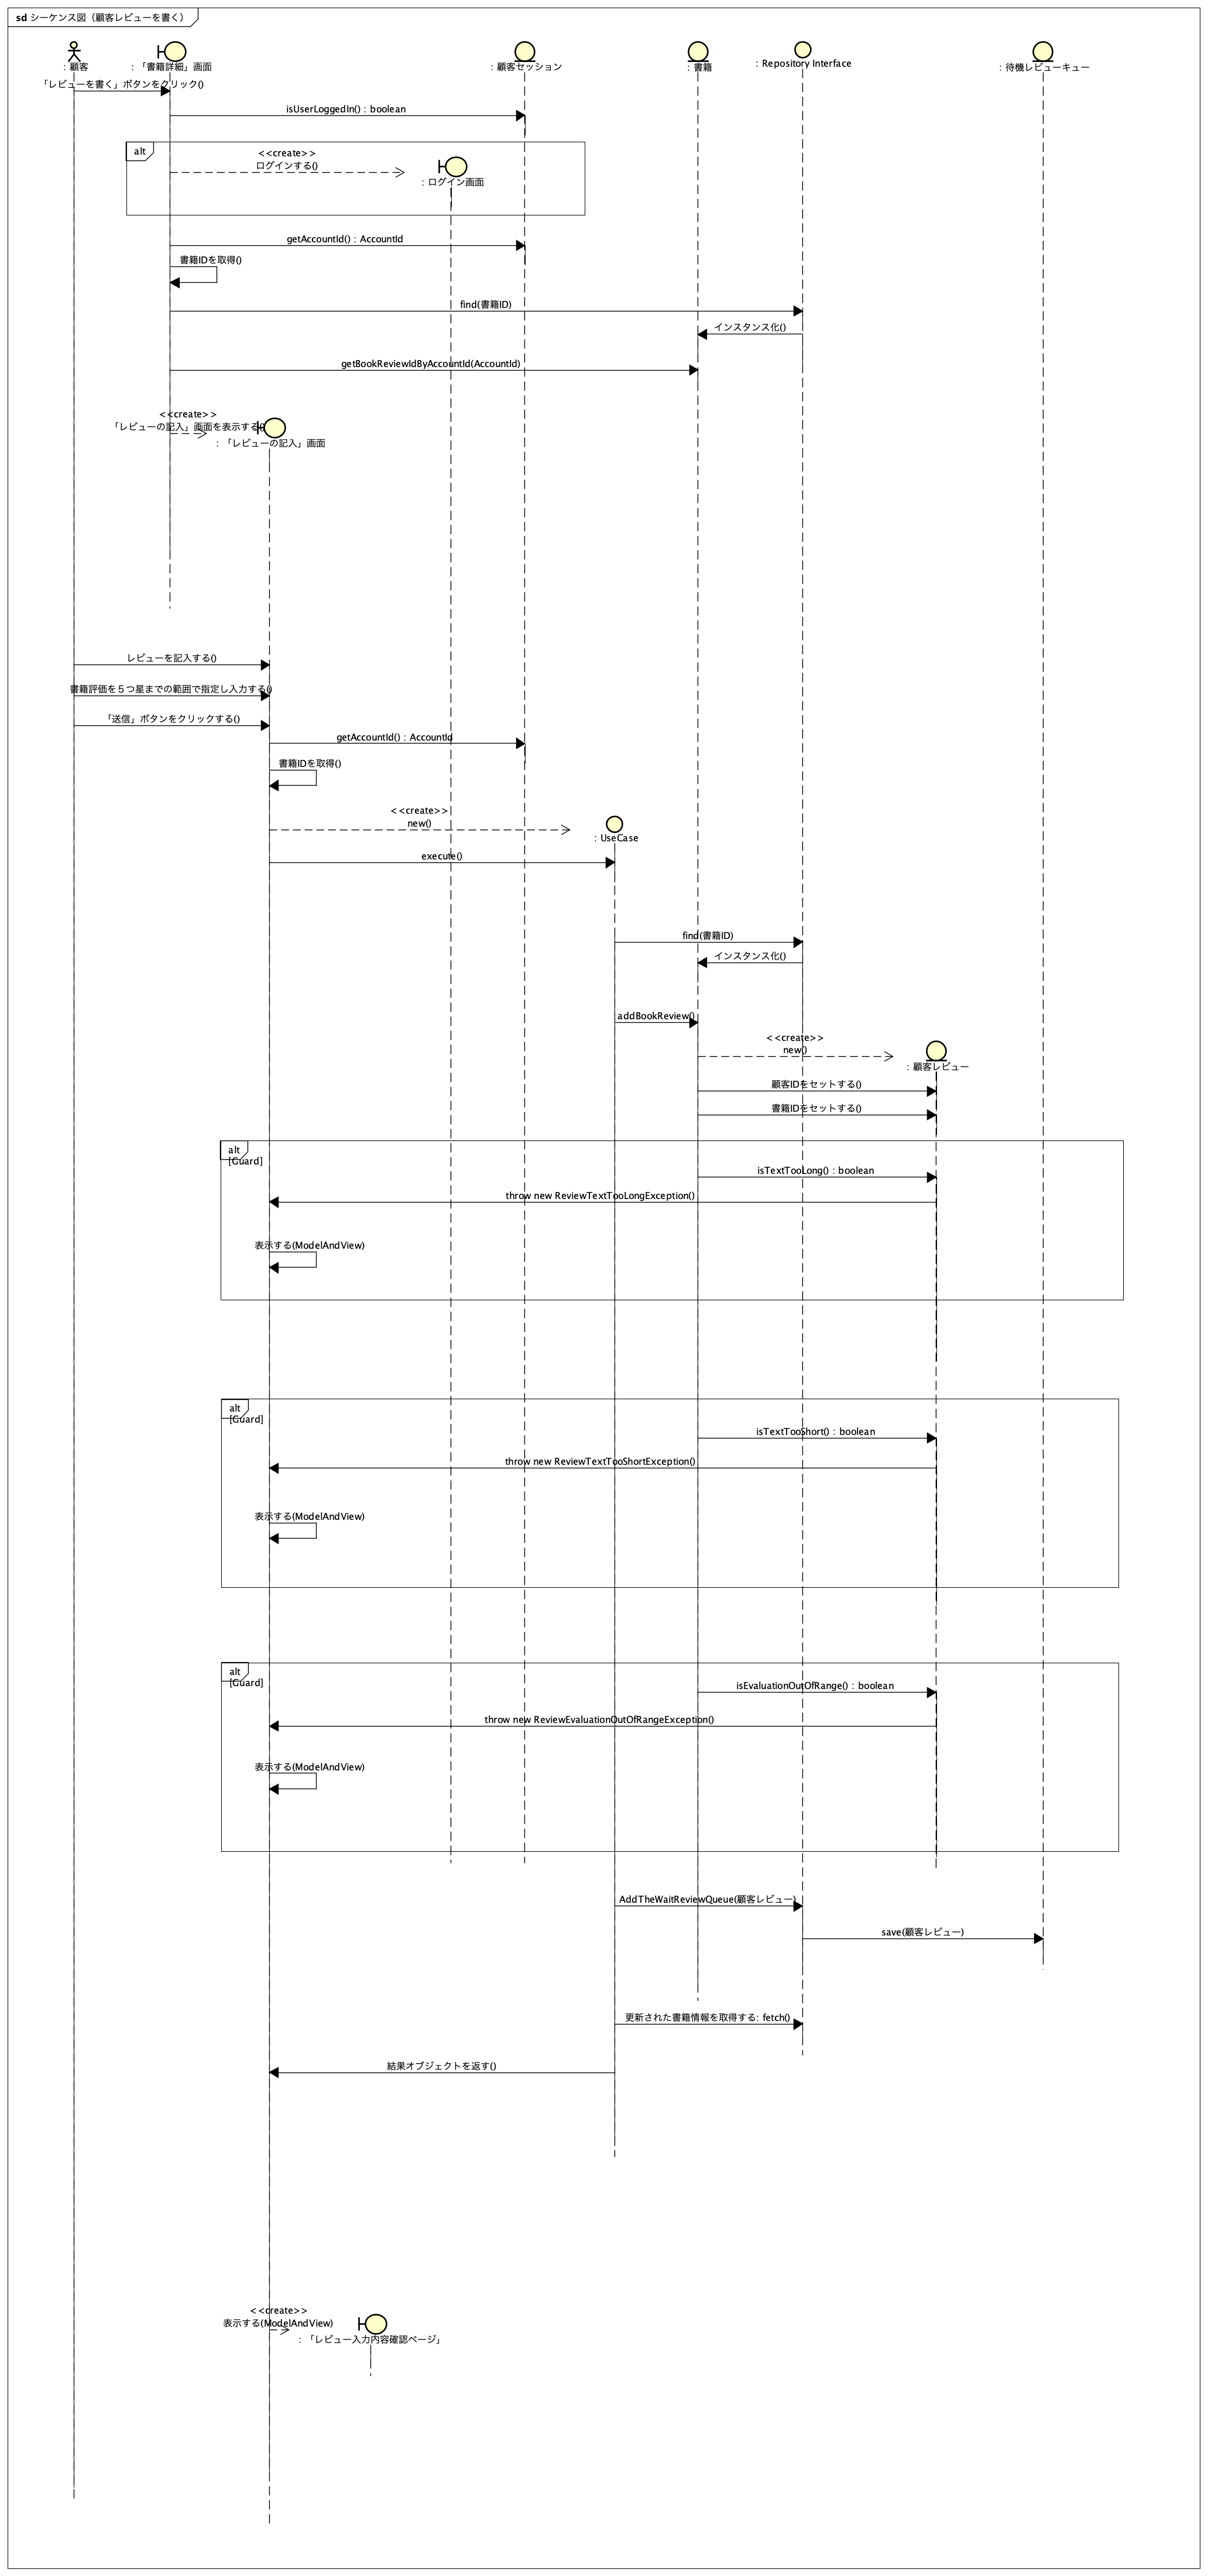 sd シーケンス図（顧客レビューを書く）
: 顧客
: 「書籍詳細」画面
: 顧客セッション
: 書籍
: Repository Interface
: 待機レビューキュー
「レビューを書く」ボタンをクリック()
isUserLoggedIn() : boolean
alt
<<create>>
ログインする()
: ログイン画面
getAccountId() : AccountId
書籍IDを取得()
find(書籍ID)
インスタンス化()
getBookReviewIdByAccountId(AccountId)
<<create>>
「レビューの記入」画面を表示する()
: 「レビューの記入」画面
レビューを記入する()
書籍評価を５つ星までの範囲で指定し入力する()
「送信」ボタンをクリックする()
getAccountId() : AccountId
書籍IDを取得()
<<create>>
new()
: UseCase
execute()
find(書籍ID)
インスタンス化()
addBookReview()
<<create>>
new()
: 顧客レビュー
顧客IDをセットする()
書籍IDをセットする()
alt
[Guard]
isTextTooLong() : boolean
throw new ReviewTextTooLongException()
表示する(ModelAndView)
alt
[Guard]
isTextTooShort() : boolean
throw new ReviewTextTooShortException()
表示する(ModelAndView)
alt
[Guard]
isEvaluationOutOfRange() : boolean
throw new ReviewEvaluationOutOfRangeException()
表示する(ModelAndView)
AddTheWaitReviewQueue(顧客レビュー)
save(顧客レビュー)
更新された書籍情報を取得する: fetch()
結果オブジェクトを返す()
<<create>>
表示する(ModelAndView)
: 「レビュー入力内容確認ページ」